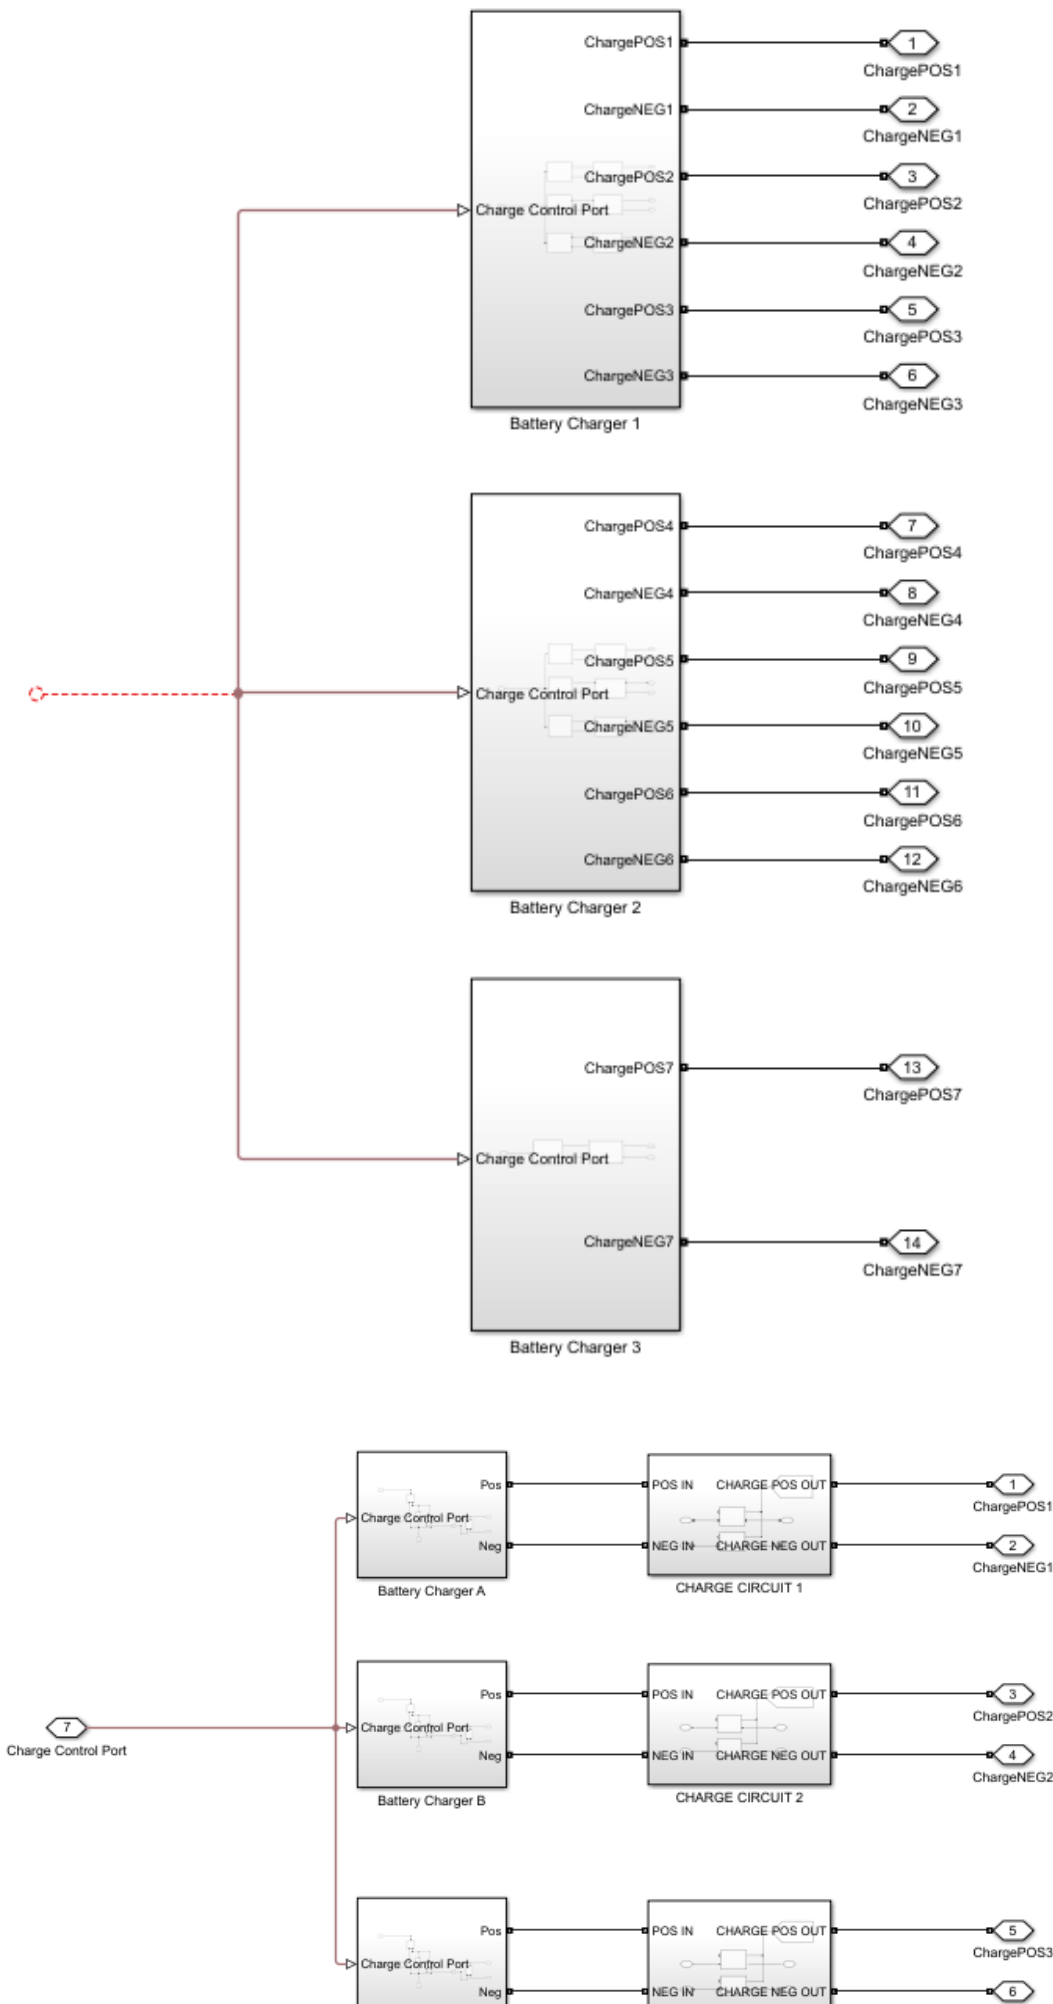 ChargePOS1
1
ChargePOS1
ChargeNEG1
2
ChargeNEG1
ChargePOS2
3
ChargePOS2
Charge Control Port
ChargeNEG2
4
ChargeNEG2
ChargePOS3
5
ChargePOS3
ChargeNEG3
6
ChargeNEG3
Battery Charger 1
ChargePOS4
7
ChargePOS4
ChargeNEG4
8
ChargeNEG4
ChargePOS5
9
ChargePOS5
Charge Control Port
ChargeNEG5
10
ChargeNEG5
ChargePOS6
11
ChargePOS6
ChargeNEG6
12
ChargeNEG6
Battery Charger 2
ChargePOS7
13
ChargePOS7
Charge Control Port
ChargeNEG7
14
ChargeNEG7
Battery Charger 3
Pos
POS IN
CHARGE POS OUT
1
ChargePOS1
Charge Control Port
Neg
NEG IN
CHARGE NEG OUT
2
ChargeNEG1
Battery Charger A
CHARGE CIRCUIT 1
Pos
POS IN
CHARGE POS OUT
3
ChargePOS2
7
Charge Control Port
Charge Control Port
Neg
NEG IN
CHARGE NEG OUT
4
ChargeNEG2
Battery Charger B
CHARGE CIRCUIT 2
Pos
POS IN
CHARGE POS OUT
5
ChargePOS3
Charge Control Port
Neg
NEG IN
CHARGE NEG OUT
6